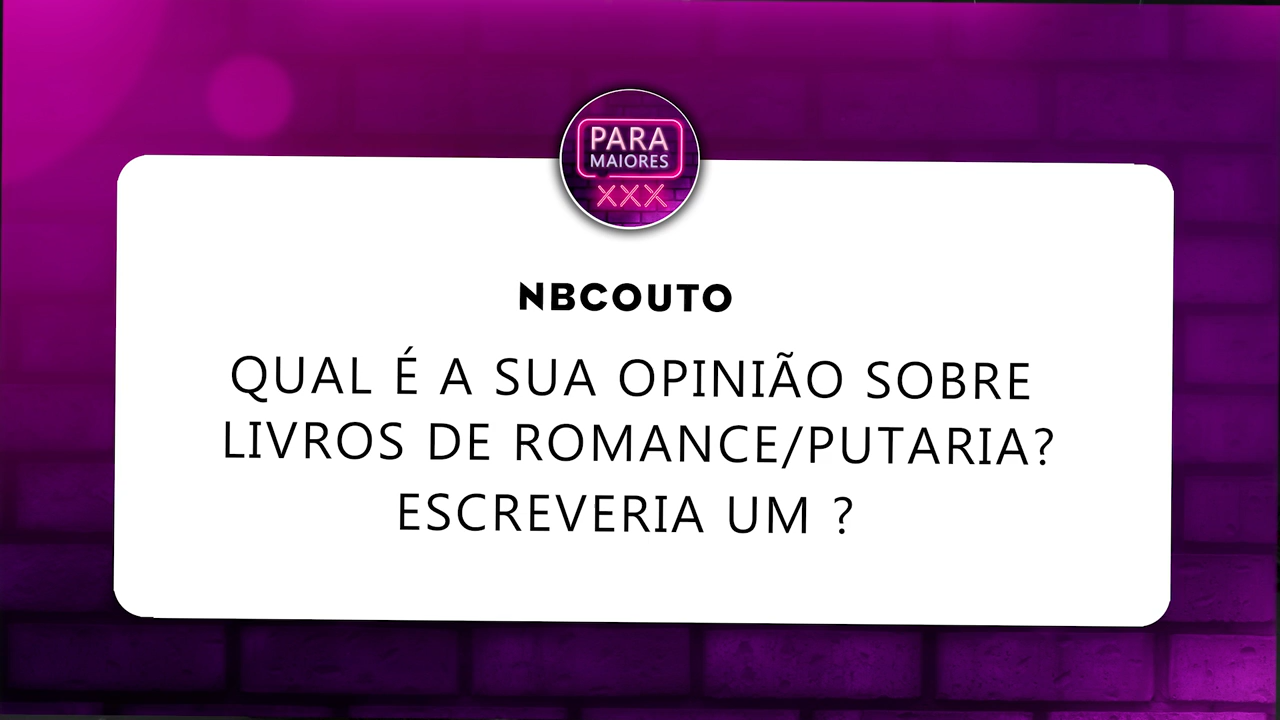 PARA
MAIORES
XXX
NBCOUTO
QUAL É A SUA OPINIÃO SOBRE
LIVROS DE ROMANCE/PUTARIA?
ESCREVERIA UM ?